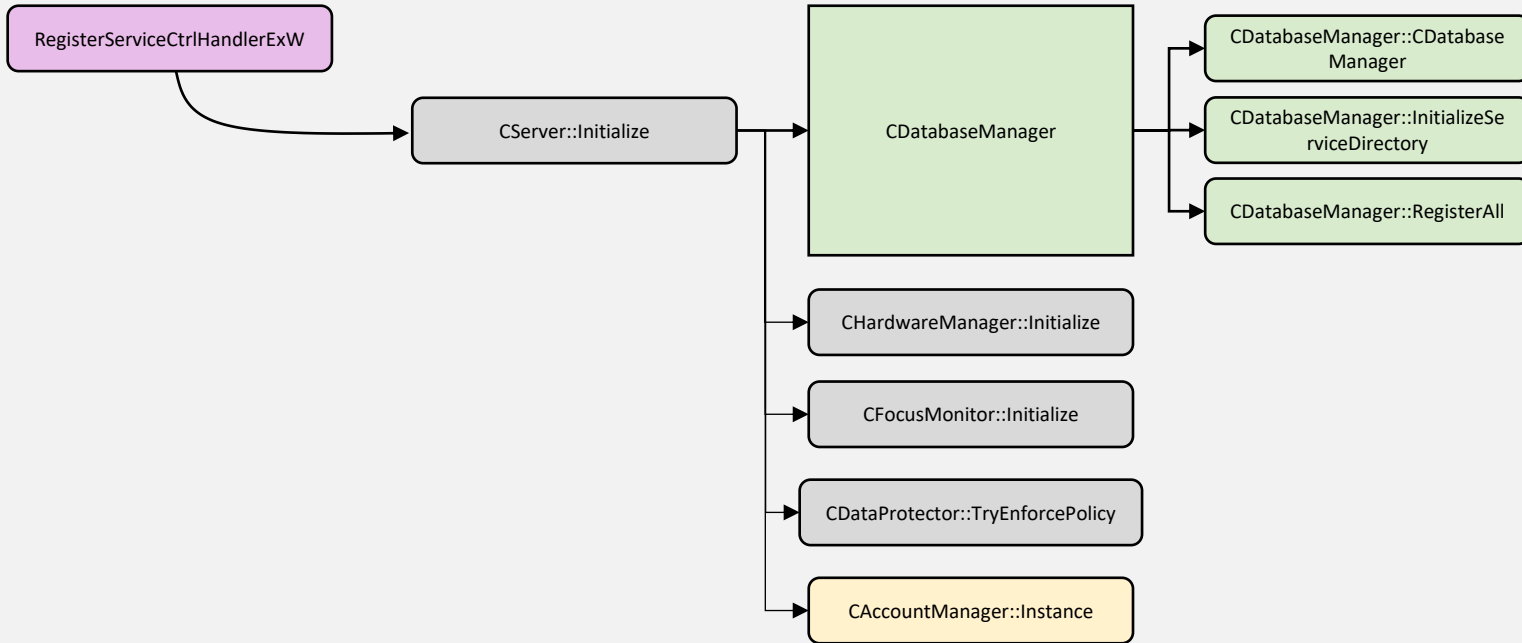 RegisterServiceCtrlHandlerExW
CServer::Initialize
CDatabaseManager
CDatabaseManager::CDatabase
Manager
CDatabaseManager::InitializeSe
rviceDirectory
CDatabaseManager::RegisterAll
CHardwareManager::Initialize
CFocusMonitor::Initialize
CDataProtector::TryEnforcePolicy
CAccountManager::Instance